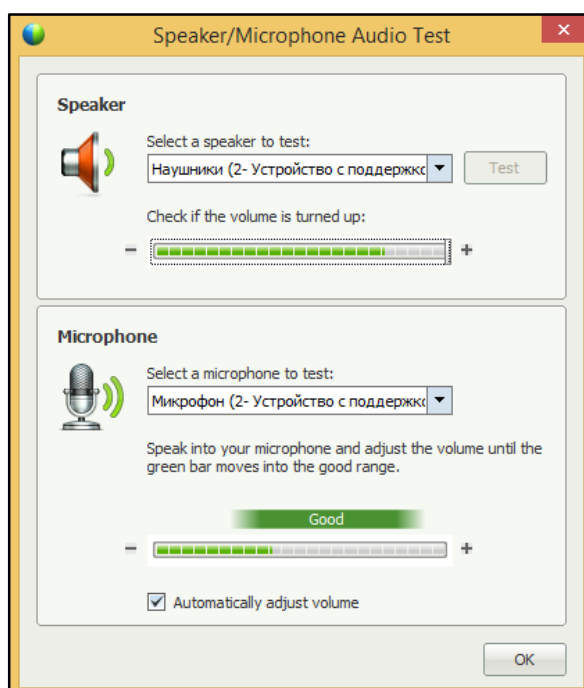 Speaker/Microphone Audio Test
Speaker
Select a speaker to test:
Наушники (2- Устройство с поддержкс
Test
Check if the volume is turned up:
Microphone
Select a microphone to test:
Микрофон (2- Устройство с поддержкс
Speak into your microphone and adjust the volume until the
green bar moves into the good range.
Good
Automatically adjust volume
OK